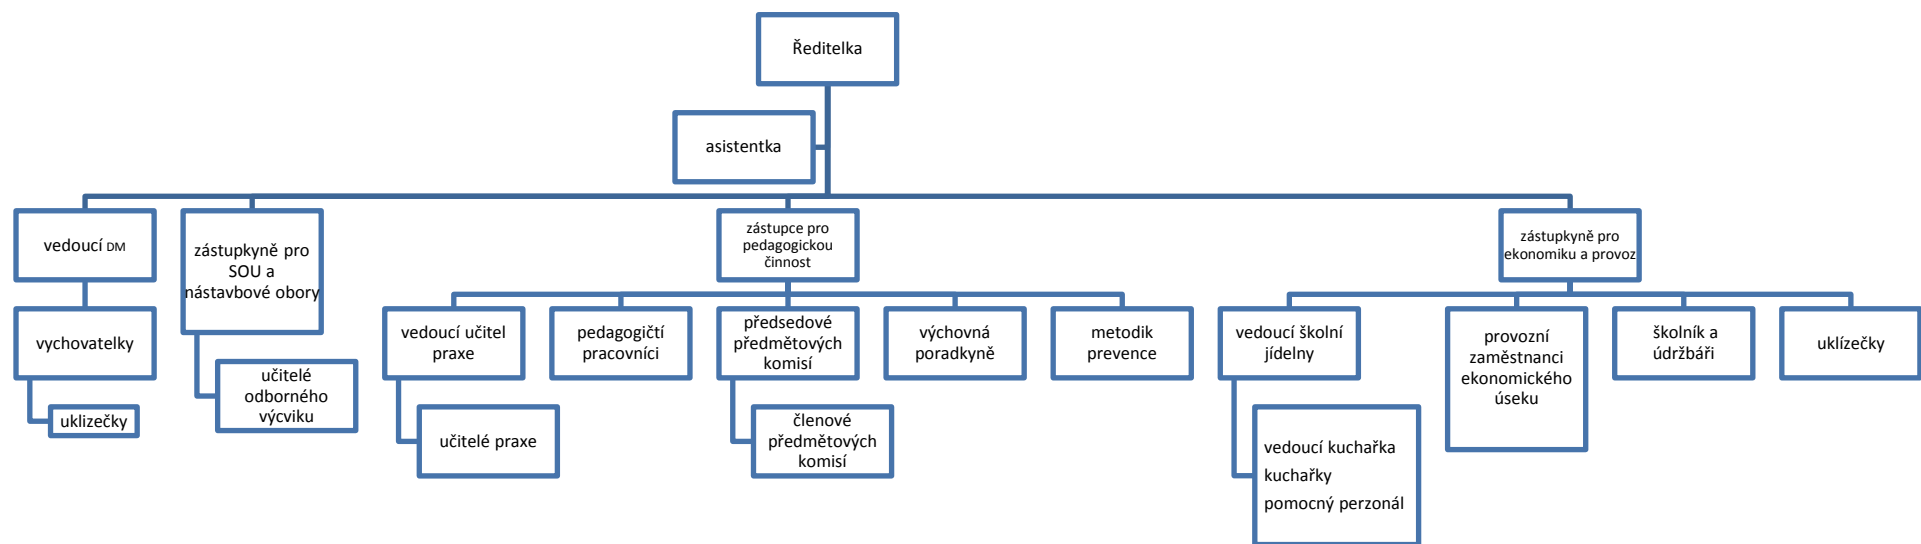 Ředitelka
asistentka
vedoucí DM
zástupkyně pro
SOU a
nástavbové obory
zástupce pro
pedagogickou
činnost
zástupkyně pro
ekonomiku a provoz
vychovatelky
uklizečky
učitelé
odborného
výcviku
vedoucí učitel
praxe
učitelé praxe
pedagogičtí
pracovníci
předsedové
předmětových
komisí
členové
předmětových
komisí
výchovná
poradkyně
metodik
prevence
vedoucí školní
jídelny
vedoucí kuchařka
kuchařky
pomocný perzonál
provozní
zaměstnanci
ekonomického
úseku
školník a
údržbáři
uklízečky